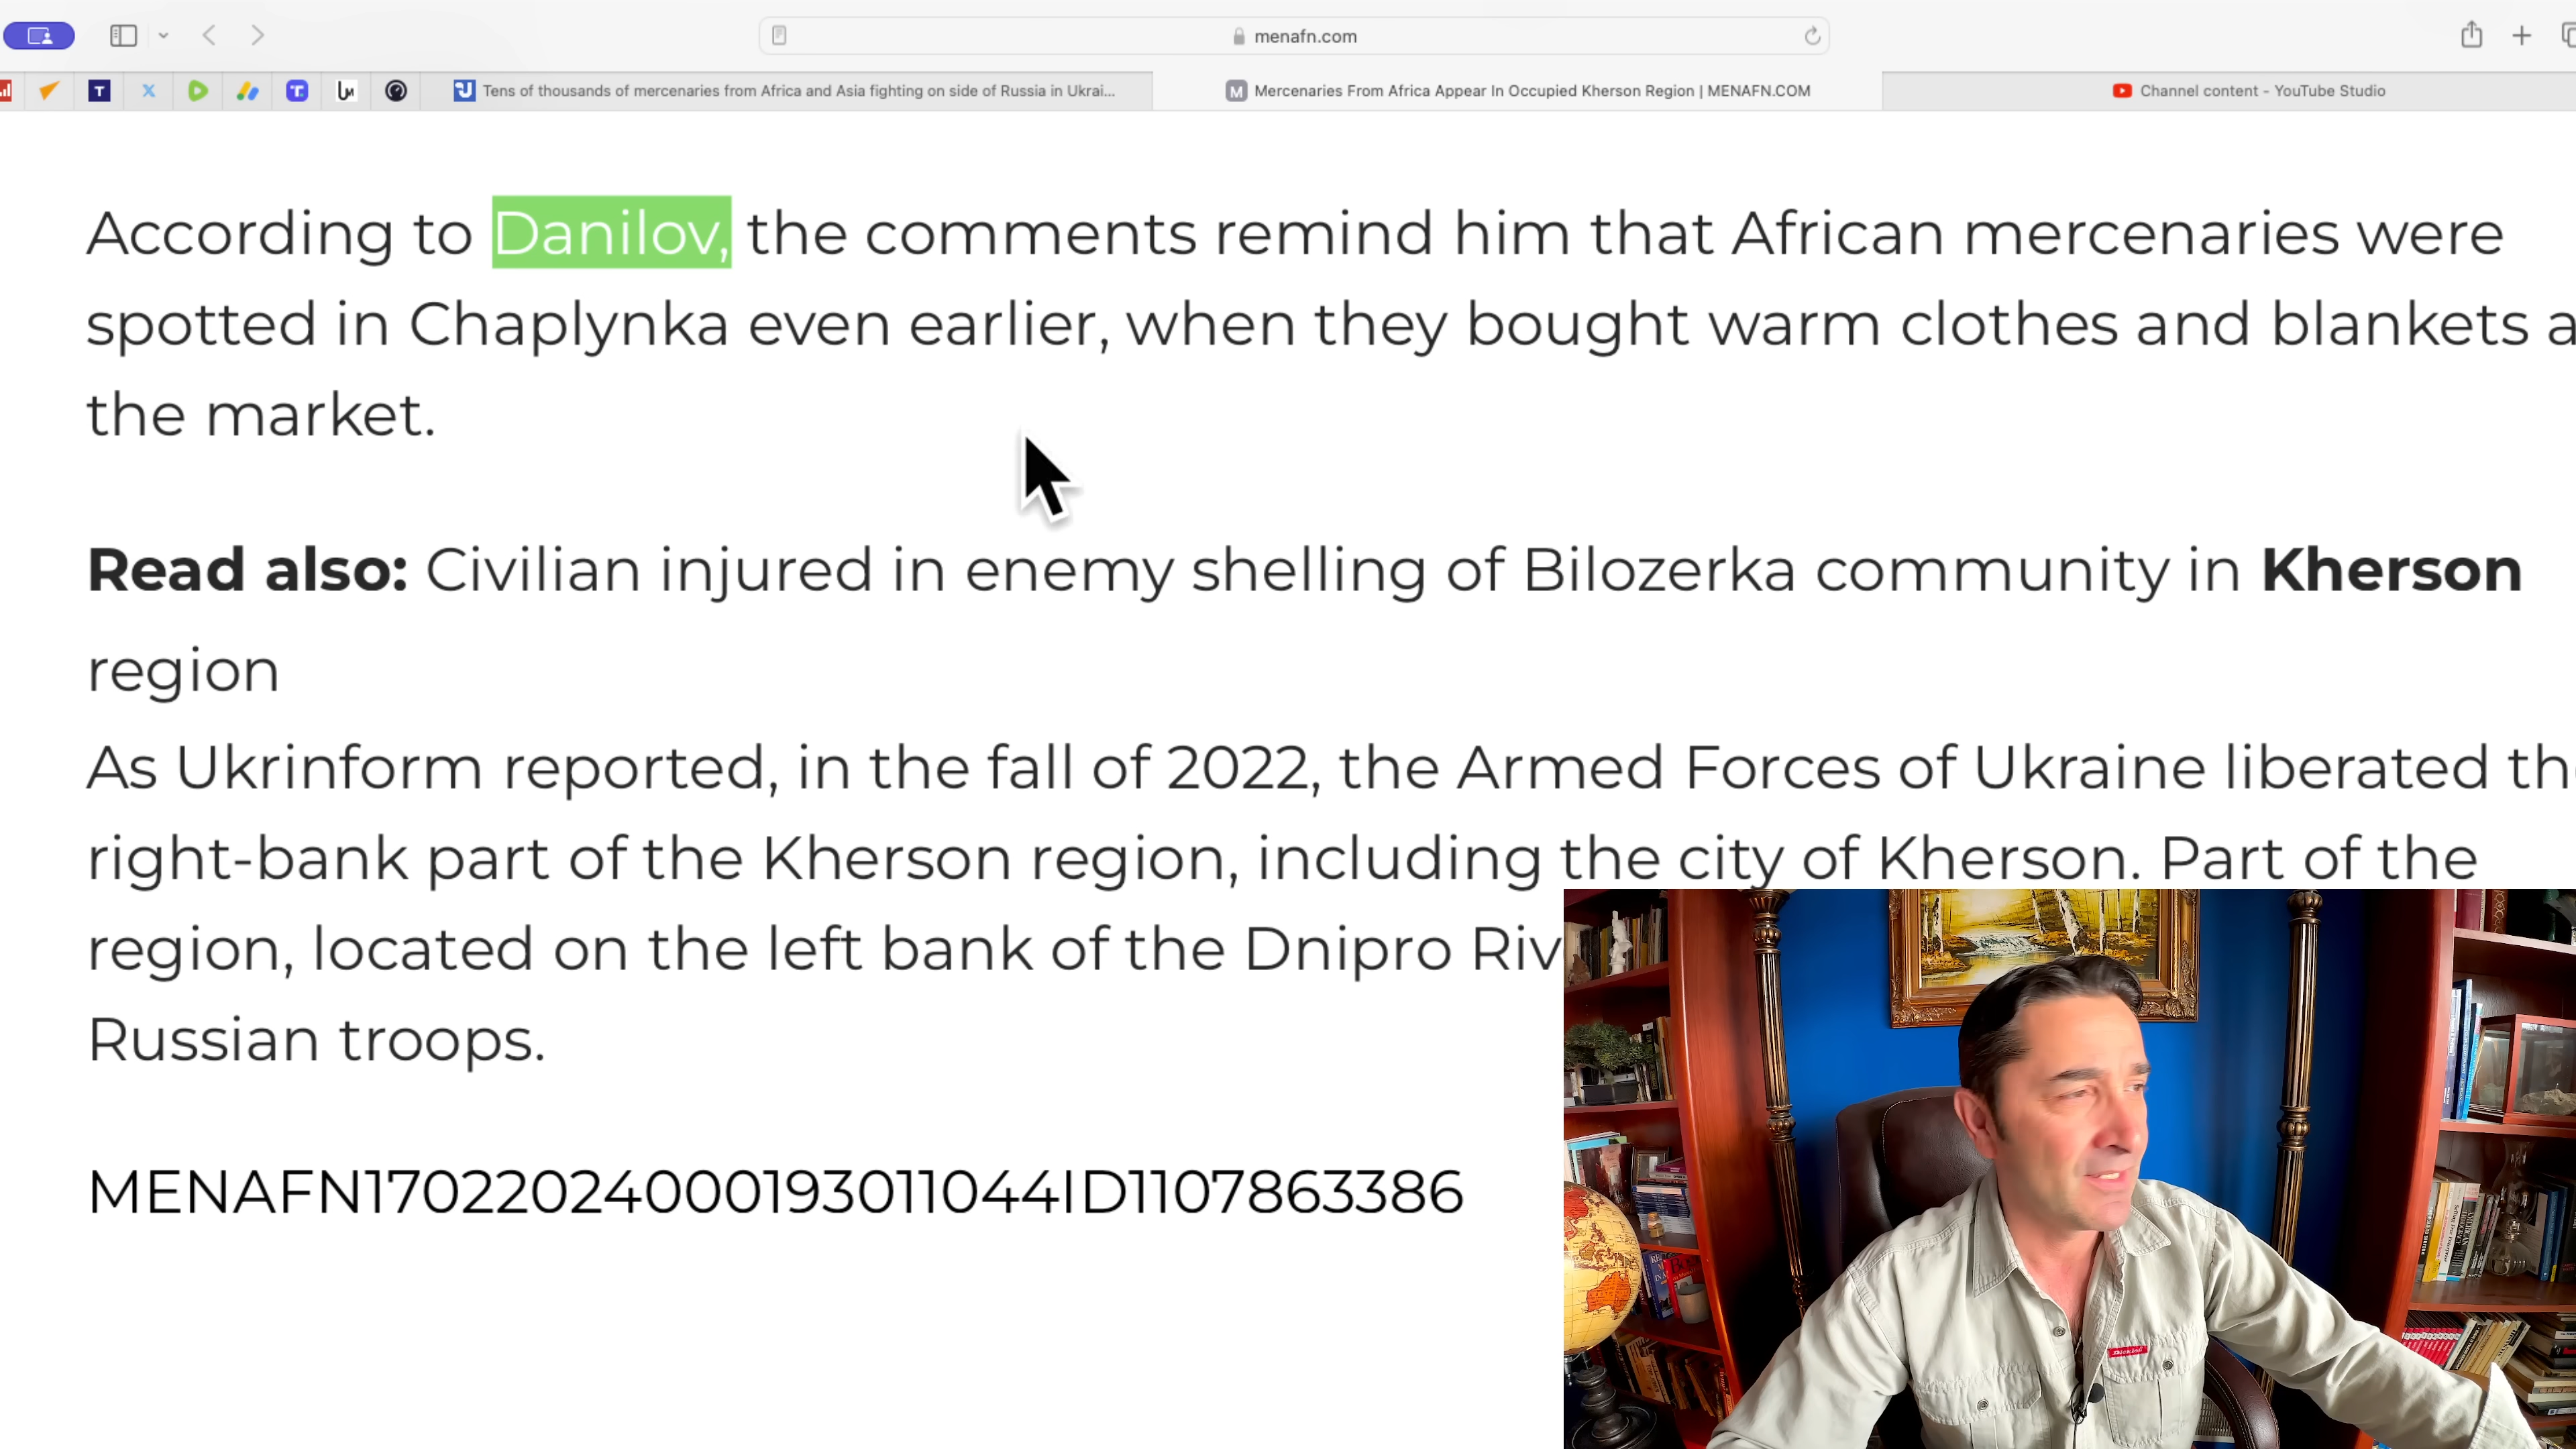 menafn.com
Tens of thousands of mercenaries from Africa and Asia fighting on side of Russia in Ukrai...
Mercenaries From Africa Appear In Occupied Kherson Region | MENAFN.COM
Channel content - YouTube Studio
According to Danilov, the comments remind him that African mercenaries were
spotted in Chaplynka even earlier, when they bought warm clothes and blankets a
the market.
Read also: Civilian injured in enemy shelling of Bilozerka community in Kherson
region
As Ukrinform reported, in the fall of 2022, the Armed Forces of Ukraine liberated th
right-bank part of the Kherson region, including the city of Kherson. Part of the
region, located on the left bank of the Dnipro Riv
Russian troops.
MENAFN17022024000193011044ID1107863386
Dickies